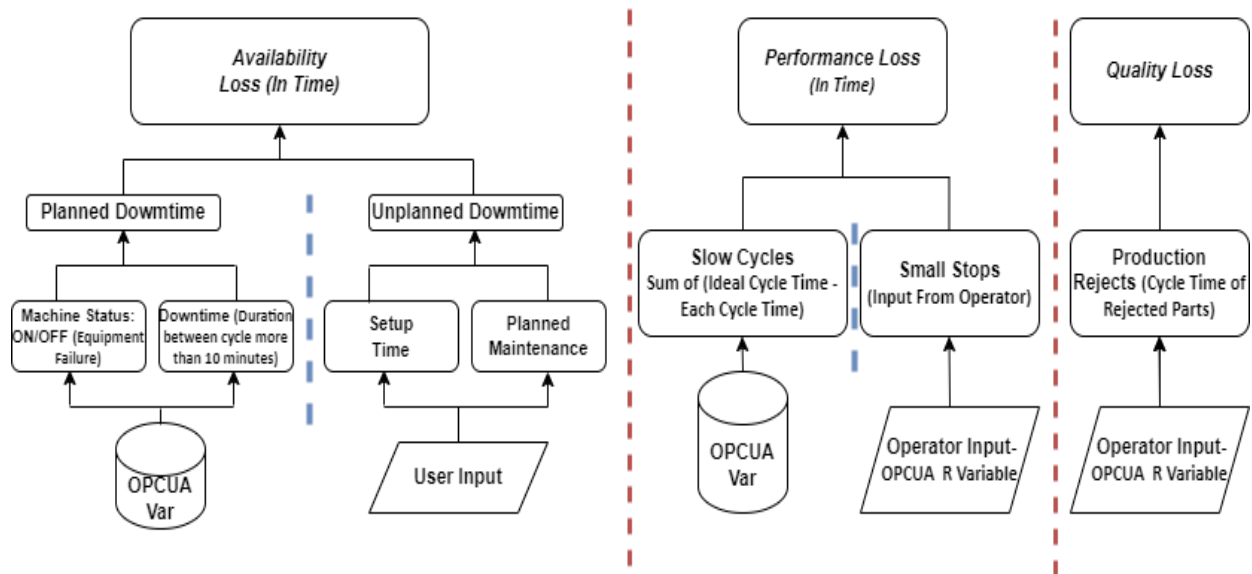 Availability
Loss (In Time)
Performance Loss
(In Time)
Quality Loss
Planned Dowmtime
Unplanned Dowmtime
Machine Status:
ON/OFF (Equipment
Failure)
Downtime (Duration
between cycle more
than 10 minutes)
Setup
Time
Planned
Maintenance
Slow Cycles
Sum of (Ideal Cycle Time -
Each Cycle Time)
Small Stops
(Input From Operator)
Production
Rejects (Cycle Time of
Rejected Parts)
OPCUA
Var
User Input
OPCUA
Var
Operator Input-
OPCUA R Variable
Operator Input-
OPCUA R Variable